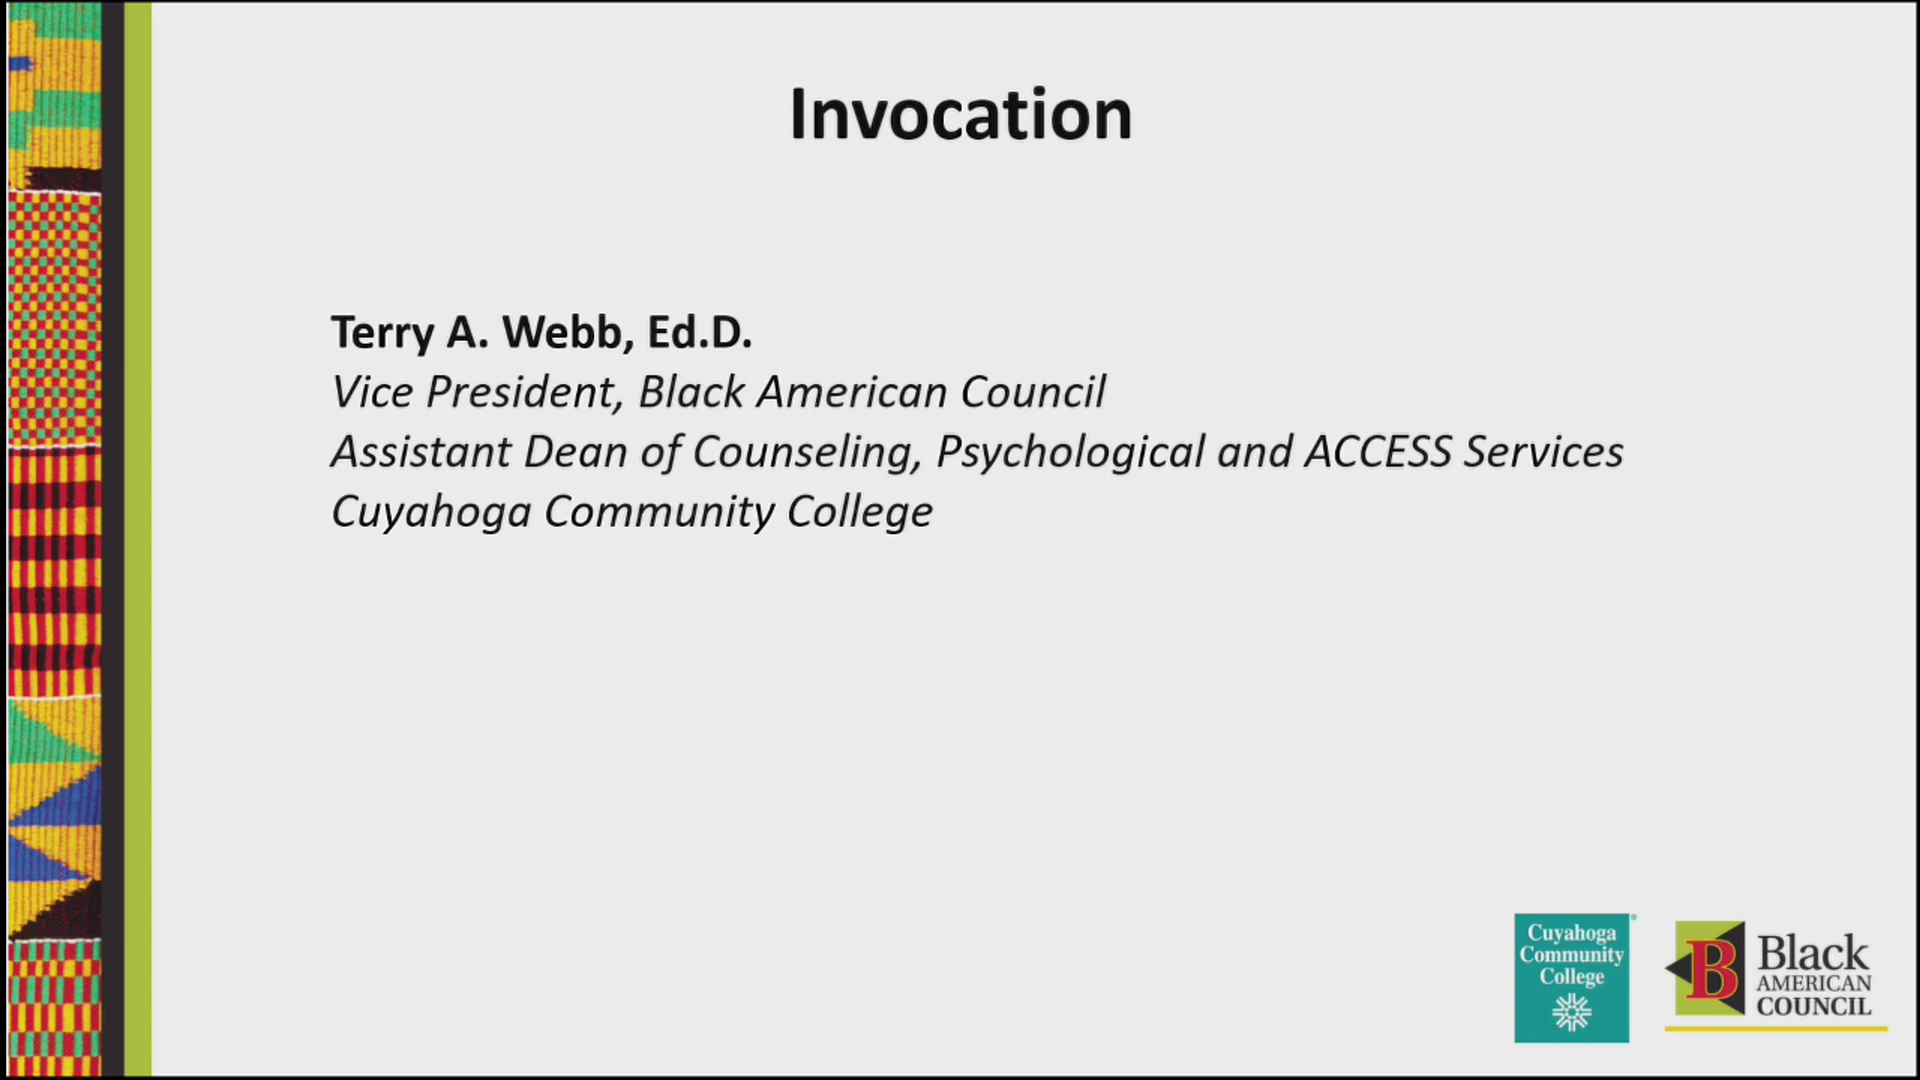 Invocation
Terry A. Webb, Ed.D.
Vice President, Black American Council
Assistant Dean of Counseling, Psychological and ACCESS Services
Cuyahoga Community College
Cuyahoga
Community
College
B
Black
AMERICAN
COUNCIL